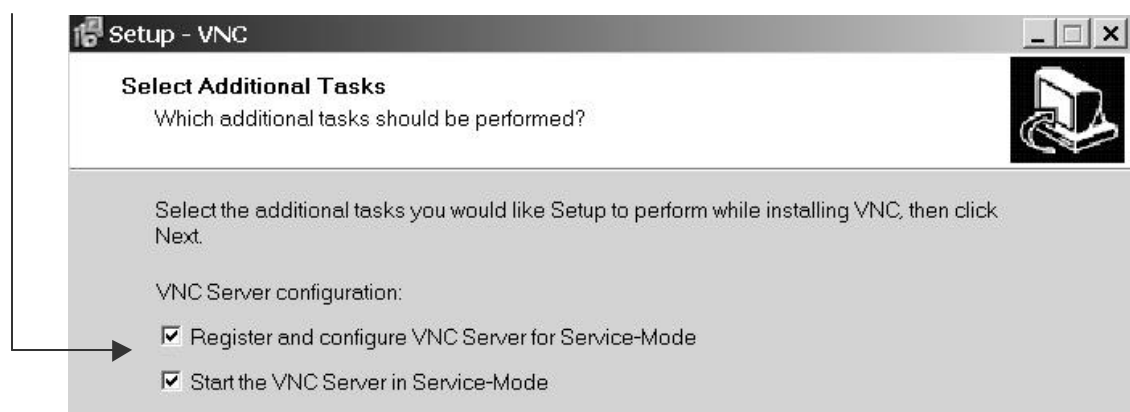 Setup - VNC
Select Additional Tasks
Which additional tasks should be performed?
Select the additional tasks you would like Setup to perform while installing VNC, then click
Next.
VNC Server configuration:
Register and configure VNC Server for Service-Mode
Start the VNC Server in Service-Mode